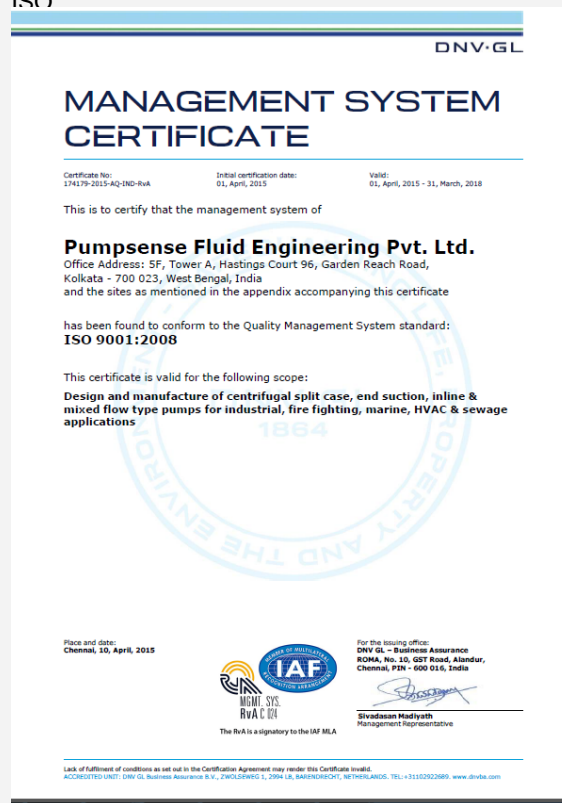 ISO
DNV·GL
MANAGEMENT SYSTEM
CERTIFICATE
Certificate No:
174179-2015-AQ-IND-RvA
Initial certification date:
01, April, 2015
Valid:
01, April, 2015 - 31, March, 2018
This is to certify that the management system of
Pumpsense Fluid Engineering Pvt. Ltd.
Office Address: 5F, Tower A, Hastings Court 96, Garden Reach Road,
Kolkata - 700 023, West Bengal, India
and the sites as mentioned in the appendix accompanying this certificate
has been found to conform to the Quality Management System standard:
ISO 9001:2008
This certificate is valid for the following scope:
Design and manufacture of centrifugal split case, end suction, inline &
mixed flow type pumps for industrial, fire fighting, marine, HVAC & sewage
applications
1864
Place and date:
Chennai, 10, April, 2015
MEMBER OF MULTILATERAL
IAF
RECOGNITION ARRANGEMENT
RVA
MGMT. SYS.
RvA C 024
The RvA is a signatory to the IAF MLA
For the issuing office:
DNV GL – Business Assurance
ROMA, No. 10, GST Road, Alandur,
Chennai, PIN - 600 016, India
Sivadasan Madiyath
Management Representative
Lack of fulfilment of conditions as set out in the Certification Agreement may render this Certificate invalid.
ACCREDITED UNIT: DNV GL Business Assurance B.V., ZWOLSEWEG 1, 2994 LB, BARENDRECHT, NETHERLANDS. TEL:+31102922689. www.dnvba.com